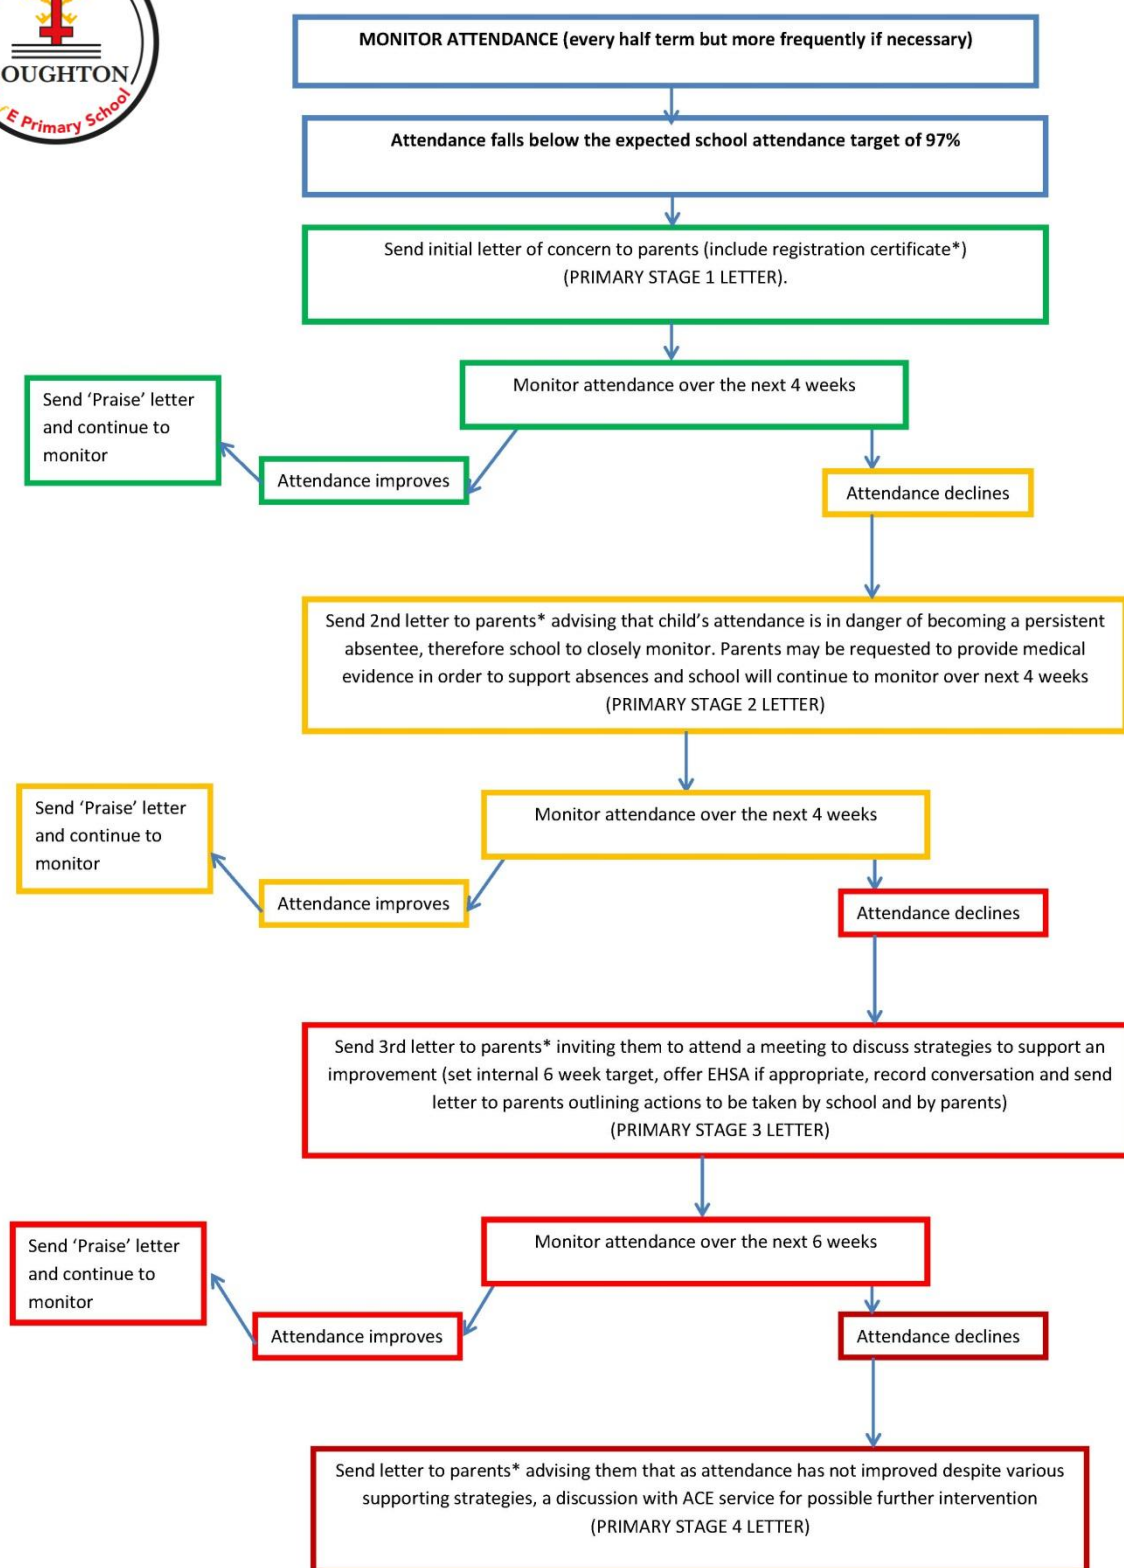 OUGHTON
E Primary School
MONITOR ATTENDANCE (every half term but more frequently if necessary)
Attendance falls below the expected school attendance target of 97%
Send initial letter of concern to parents (include registration certificate*)
(PRIMARY STAGE 1 LETTER).
Monitor attendance over the next 4 weeks
Send ‘Praise’ letter
and continue to
monitor
Attendance improves
Attendance declines
Send 2nd letter to parents* advising that child’s attendance is in danger of becoming a persistent
absentee, therefore school to closely monitor. Parents may be requested to provide medical
evidence in order to support absences and school will continue to monitor over next 4 weeks
(PRIMARY STAGE 2 LETTER)
Monitor attendance over the next 4 weeks
Send ‘Praise’ letter
and continue to
monitor
Attendance improves
Attendance declines
Send 3rd letter to parents* inviting them to attend a meeting to discuss strategies to support an
improvement (set internal 6 week target, offer EHSA if appropriate, record conversation and send
letter to parents outlining actions to be taken by school and by parents)
(PRIMARY STAGE 3 LETTER)
Monitor attendance over the next 6 weeks
Send ‘Praise’ letter
and continue to
monitor
Attendance improves
Attendance declines
Send letter to parents* advising them that as attendance has not improved despite various
supporting strategies, a discussion with ACE service for possible further intervention
(PRIMARY STAGE 4 LETTER)